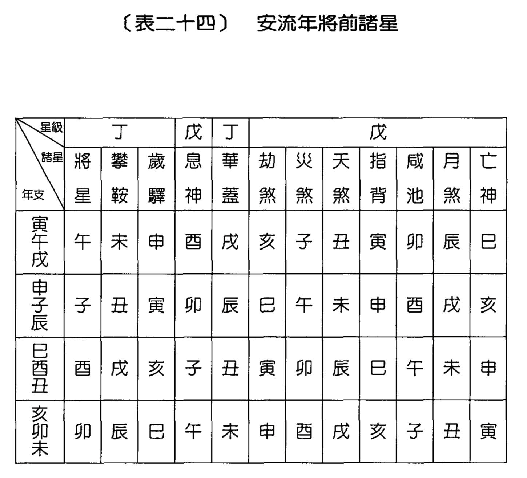 〔表二十四〕 安流年將前諸星
星級 丁 戊 丁 戊
諸星 年支 將星 攀鞍 歲驛 息神 華蓋 劫煞 災煞 天煞 指背 咸池 月煞 亡神
寅午戌 午 未 申 酉 戌 亥 子 丑 寅 卯 辰 巳
申子辰 子 丑 寅 卯 辰 巳 午 未 申 酉 戌 亥
巳酉丑 酉 戌 亥 子 丑 寅 卯 辰 巳 午 未 申
亥卯未 卯 辰 巳 午 未 申 酉 戌 亥 子 丑 寅